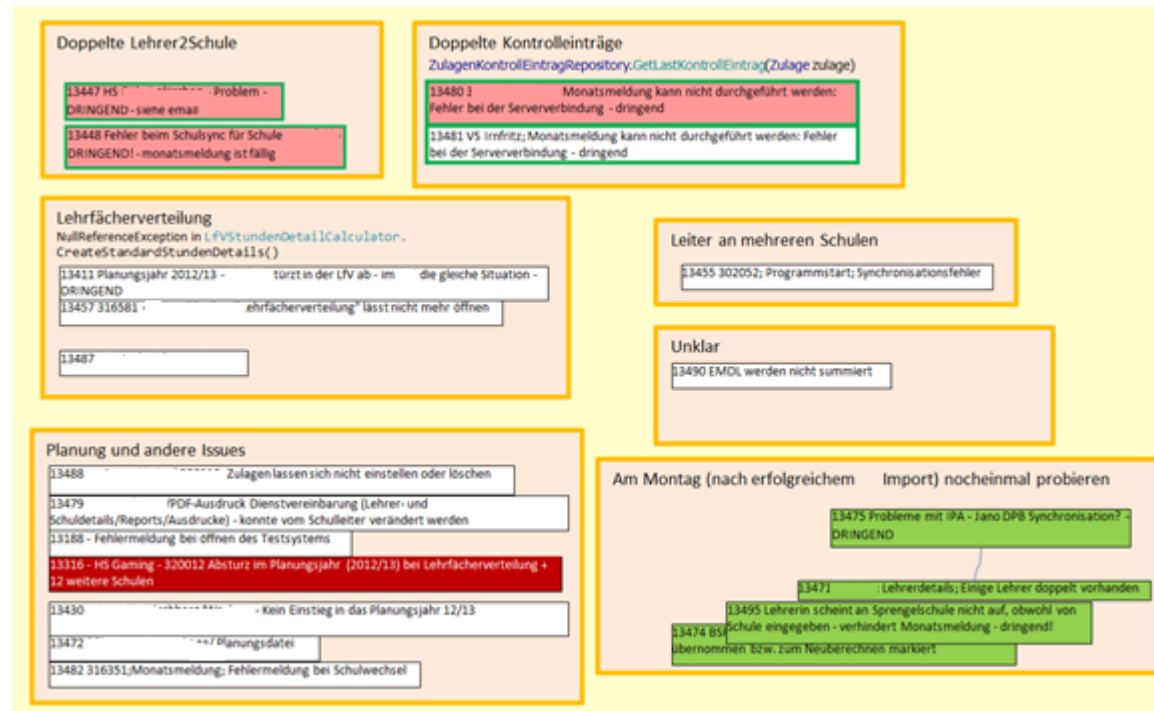 Doppelte Lehrer2Schule
13447 HS Problem -
DRINGEND - siehe email
13448 Fehler beim Schulsync für Schule
DRINGEND! - monatsmeldung ist fällig
Doppelte Kontrolleinträge
ZulagenKontrollEintragRepository.GetLastKontrollEintrag(Zulage zulage)
13480 Monatsmeldung kann nicht durchgeführt werden:
Fehler bei der Serververbindung - dringend
13481 VS Irnfritz; Monatsmeldung kann nicht durchgeführt werden: Fehler
bei der Serververbindung - dringend
Lehrfächerverteilung
NullReferenceException in LfVStundenDetailCalculator.
CreateStandardStundenDetails()
13411 Planungsjahr 2012/13 - türzt in der LfV ab - im die gleiche Situation -
DRINGEND
13457 316581 - ehrfächerverteilung" lässt nicht mehr öffnen
13487
Leiter an mehreren Schulen
13455 302052; Programmstart; Synchronisationsfehler
Unklar
13490 EMDL werden nicht summiert
Planung und andere Issues
13488 Zulagen lassen sich nicht einstellen oder löschen
13479 PDF-Ausdruck Dienstvereinbarung (Lehrer- und
Schuldetails/Reports/Ausdrucke) - konnte vom Schulleiter verändert werden
13188 - Fehlermeldung bei öffnen des Testsystems
13316 - HS Gaming - 320012 Absturz im Planungsjahr (2012/13) bei Lehrfächerverteilung +
12 weitere Schulen
13430 - Kein Einstieg in das Planungsjahr 12/13
13472 Planungsdatei
13482 316351;Monatsmeldung; Fehlermeldung bei Schulwechsel
Am Montag (nach erfolgreichem Import) nocheinmal probieren
13475 Probleme mit IPA - Jano DPB Synchronisation? -
DRINGEND
13471 : Lehrerdetails; Einige Lehrer doppelt vorhanden
13495 Lehrerin scheint an Sprengelschule nicht auf, obwohl von
Schule eingegeben - verhindert Monatsmeldung - dringend!
13474
übernommen bzw. zum Neuberechnen markiert